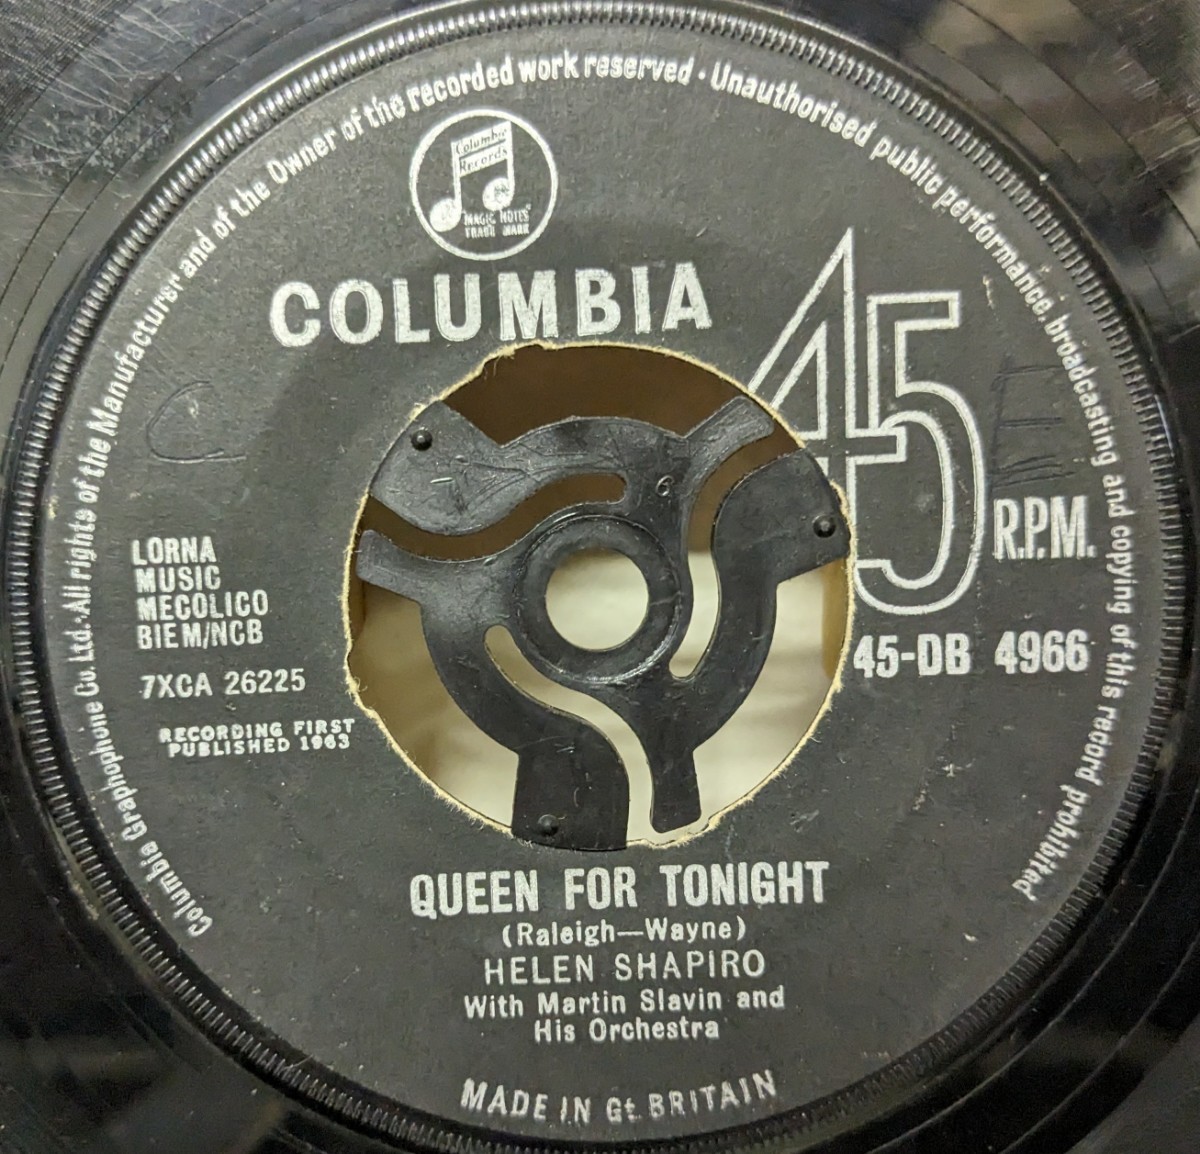 Columbia Graphophone Co. Ltd. · All rights of the Manufacturer and of the Owner of the recorded work reserved · Unauthorised public performance, broadcasting and copying of this record prohibited
Columbia
Records
MAGIC NOTES
TRADE MARK
COLUMBIA
45
R.P.M.
LORNA
MUSIC
MECOLICO
BIEM/NCB
7XCA 26225
RECORDING FIRST
PUBLISHED 1963
45-DB 4966
6
C
QUEEN FOR TONIGHT
(Raleigh—Wayne)
HELEN SHAPIRO
With Martin Slavin and
His Orchestra
MADE IN Gt. BRITAIN